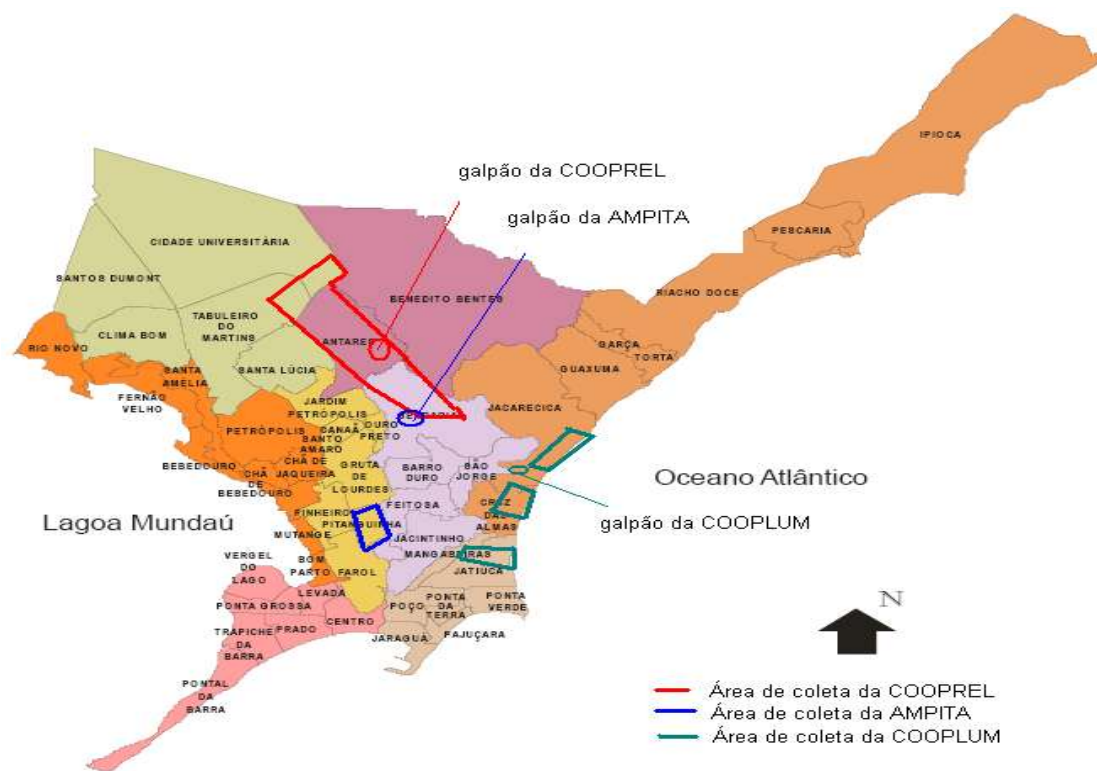 IPIOCA
galpão da COOPREL
galpão da AMPITA
PESCARIA
CIDADE UNIVERSITÁRIA
SANTOS DUMONT
BENEDITO BENTES
RIACHO DOCE
TABULEIRO
DO
MARTINS
CLIMA BOM
RIO NOVO
ANTARES
GARÇA
TORTA
GUAXUMA
SANTA
AMÉLIA
SANTA LÚCIA
FERNÃO
VELHO
JARDIM
PETRÓPOLIS
JACARECICA
PETRÓPOLIS
CANAÃ
OURO
PRETO
SANTO
AMARO
BEBEDOURO
CHÃ DE
JAQUEIRA
CHÃ
DE
BEBEDOURO
GRUTA
DE
LOURDES
BARRO
DURO
SÃO
JORGE
Oceano Atlântico
FEITOSA
CRUZ
DAS
ALMAS
galpão da COOPLUM
Lagoa Mundaú
PINHEIRO
PITANGUINHA
MUTANGE
JACINTINHO
MANGABEIRAS
VERGEL
DO
LAGO
BOM
PARTO
FAROL
JATIUCA
LEVADA
PONTA GROSSA
POÇO
PONTA
DA
TERRA
PONTA
VERDE
N
TRAPICHE
DA
BARRA
PRADO
CENTRO
JARAGUÁ
PAJUÇARA
PONTAL
DA
BARRA
Área de coleta da COOPREL
Área de coleta da AMPITA
Área de coleta da COOPLUM